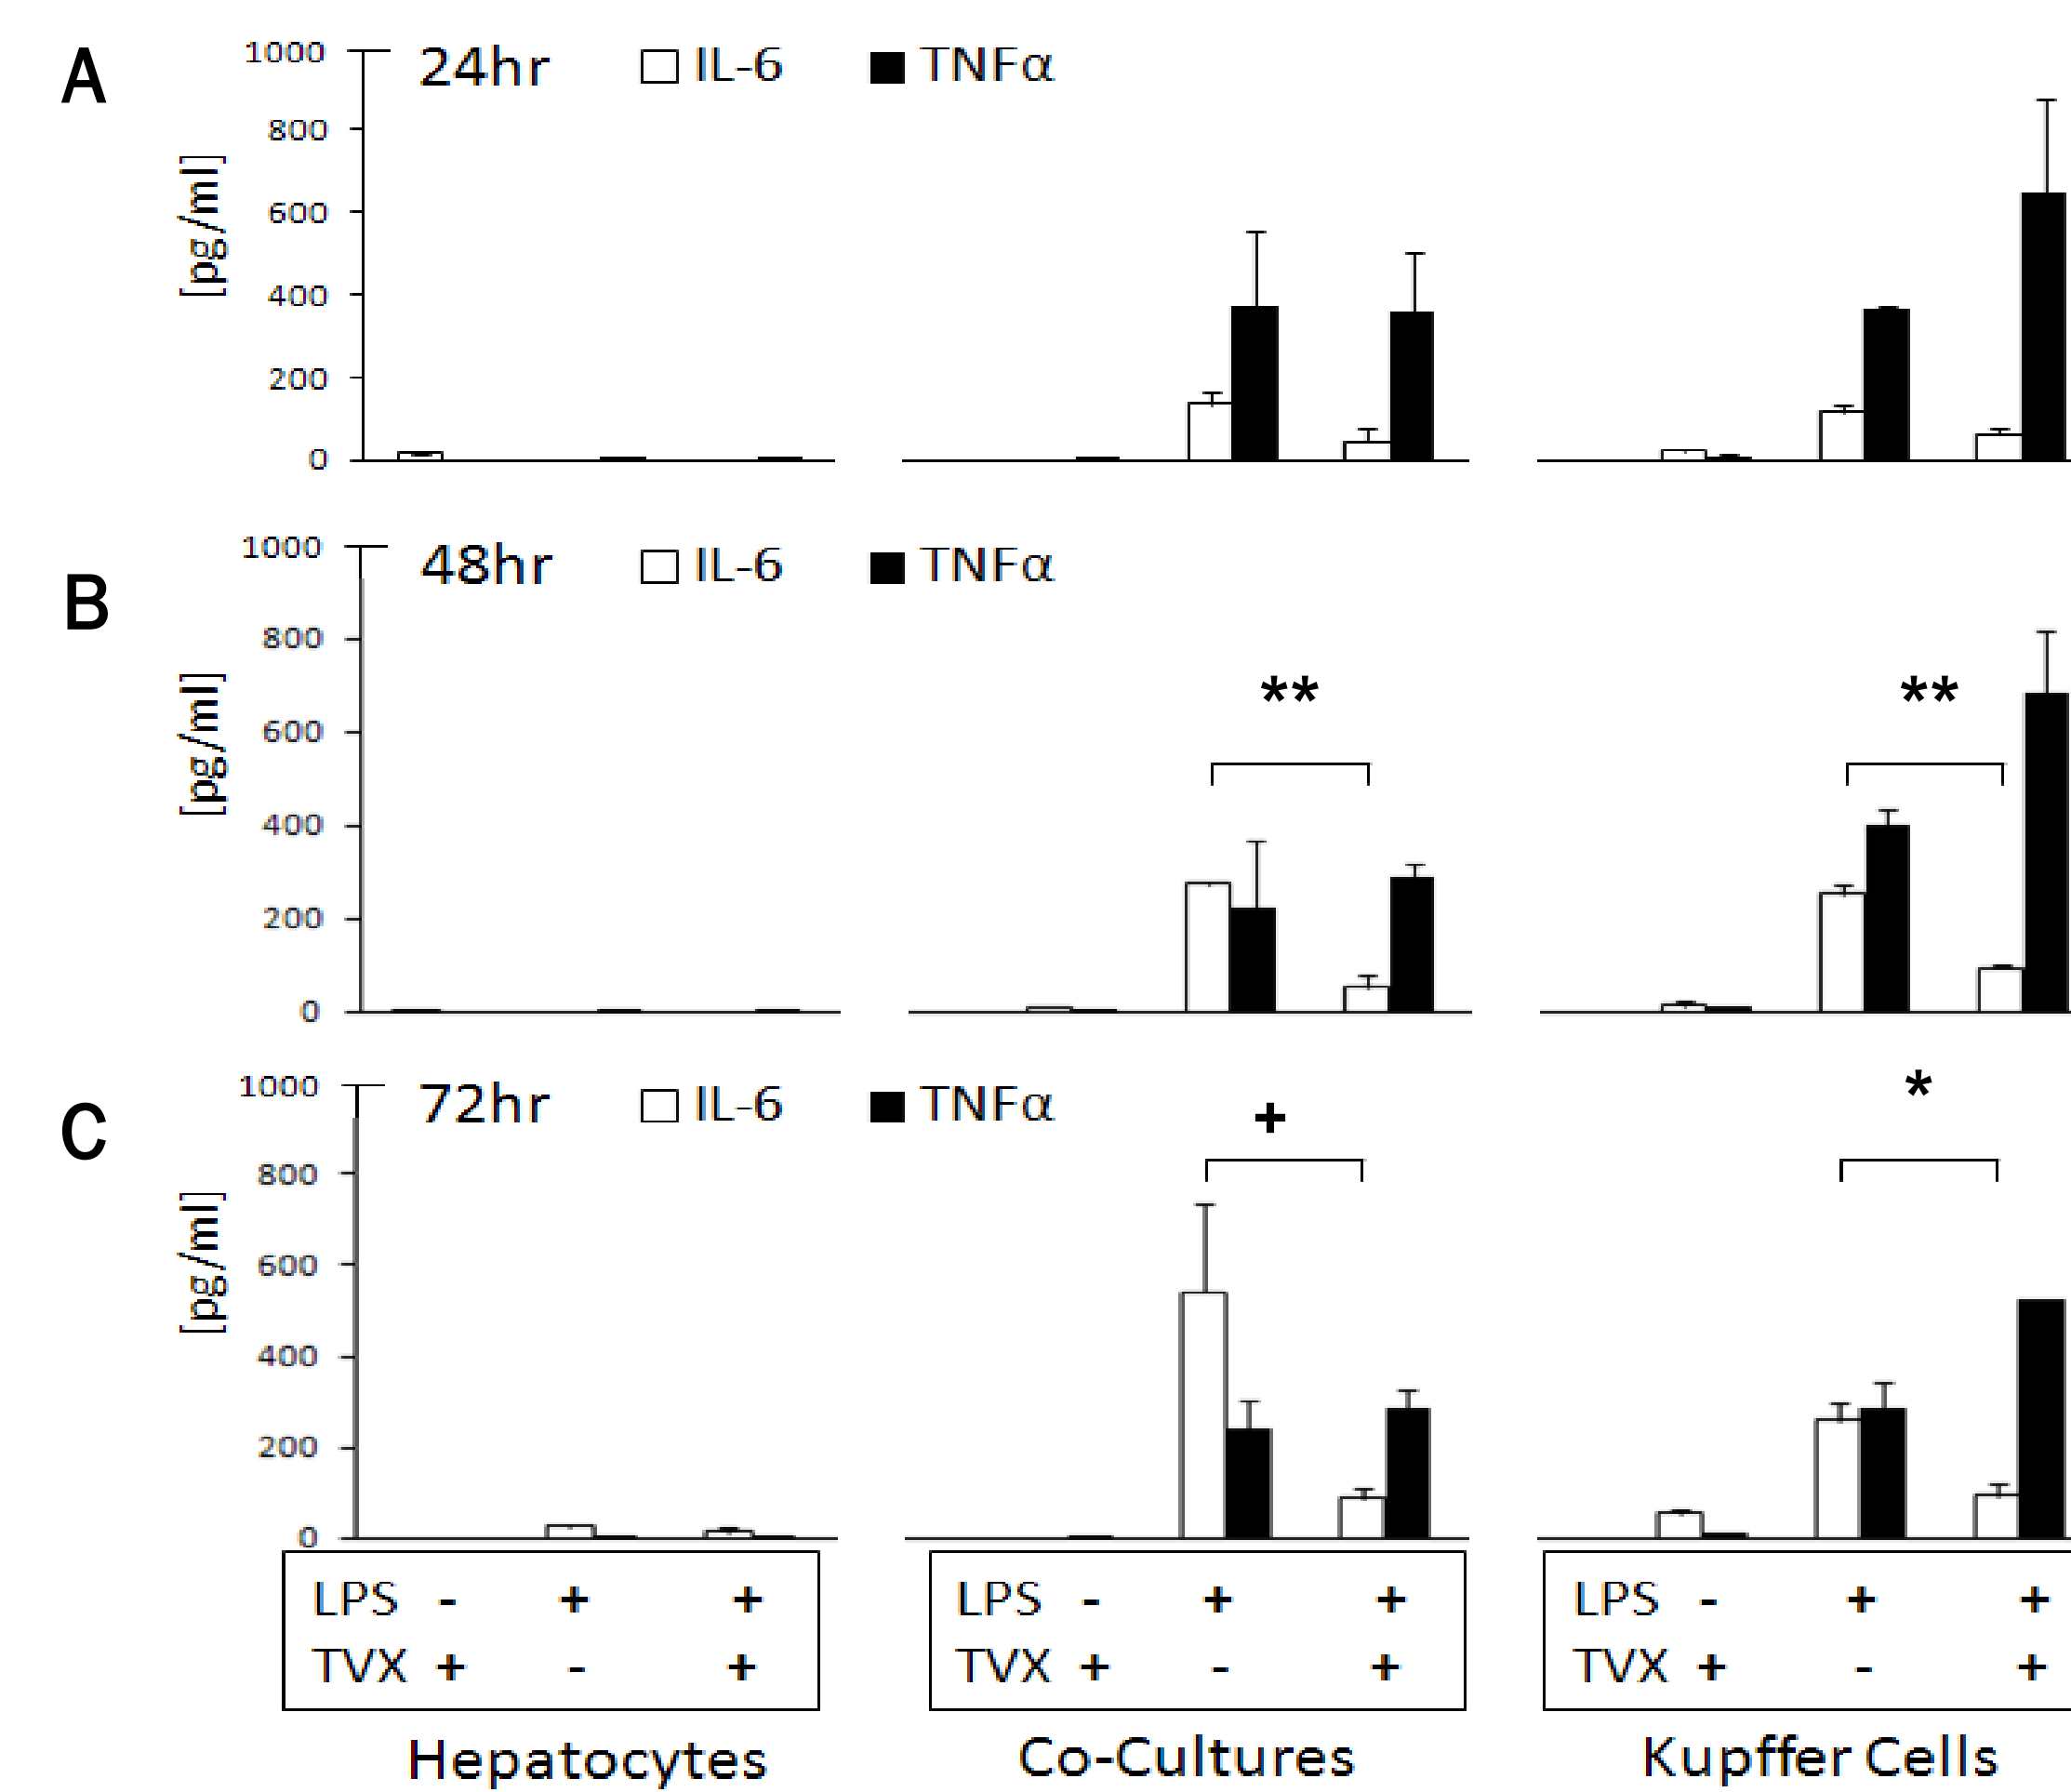 A
1000
24hr IL-6 TNFα
800
600
400
200
0
[pg/ml]
B
1000
48hr IL-6 TNFα
800
600
400
200
0
[pg/ml]
** **
C
1000
72hr IL-6 TNFα
800
600
400
200
0
[pg/ml]
+ *
LPS - + +
TVX + - +
Hepatocytes
LPS - + +
TVX + - +
Co-Cultures
LPS - + +
TVX + - +
Kupffer Cells